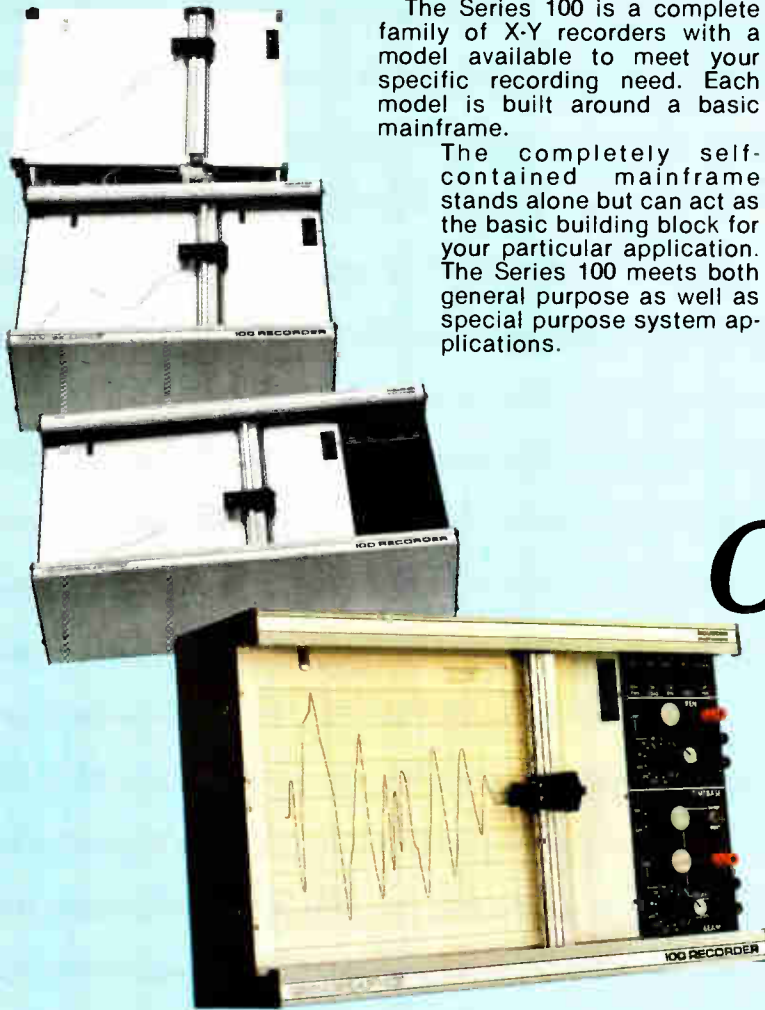 The Series 100 is a complete
family of X-Y recorders with a
model available to meet your
specific recording need. Each
model is built around a basic
mainframe.
The completely self-
contained mainframe
stands alone but can act as
the basic building block for
your particular application.
The Series 100 meets both
general purpose as well as
special purpose system ap-
plications.
100 RECORDER
100 RECORDER
100 RECORDER